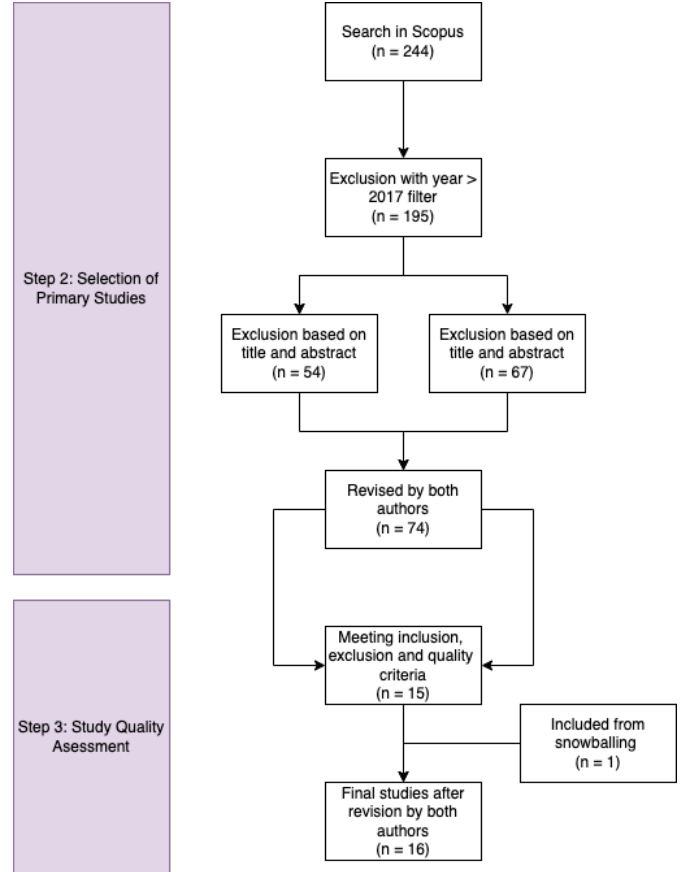 Search in Scopus
(n = 244)
Exclusion with year >
2017 filter
(n = 195)
Step 2: Selection of
Primary Studies
Exclusion based on
title and abstract
(n = 54)
Exclusion based on
title and abstract
(n = 67)
Revised by both
authors
(n = 74)
Meeting inclusion,
exclusion and quality
criteria
(n = 15)
Step 3: Study Quality
Asessment
Included from
snowballing
(n = 1)
Final studies after
revision by both
authors
(n = 16)